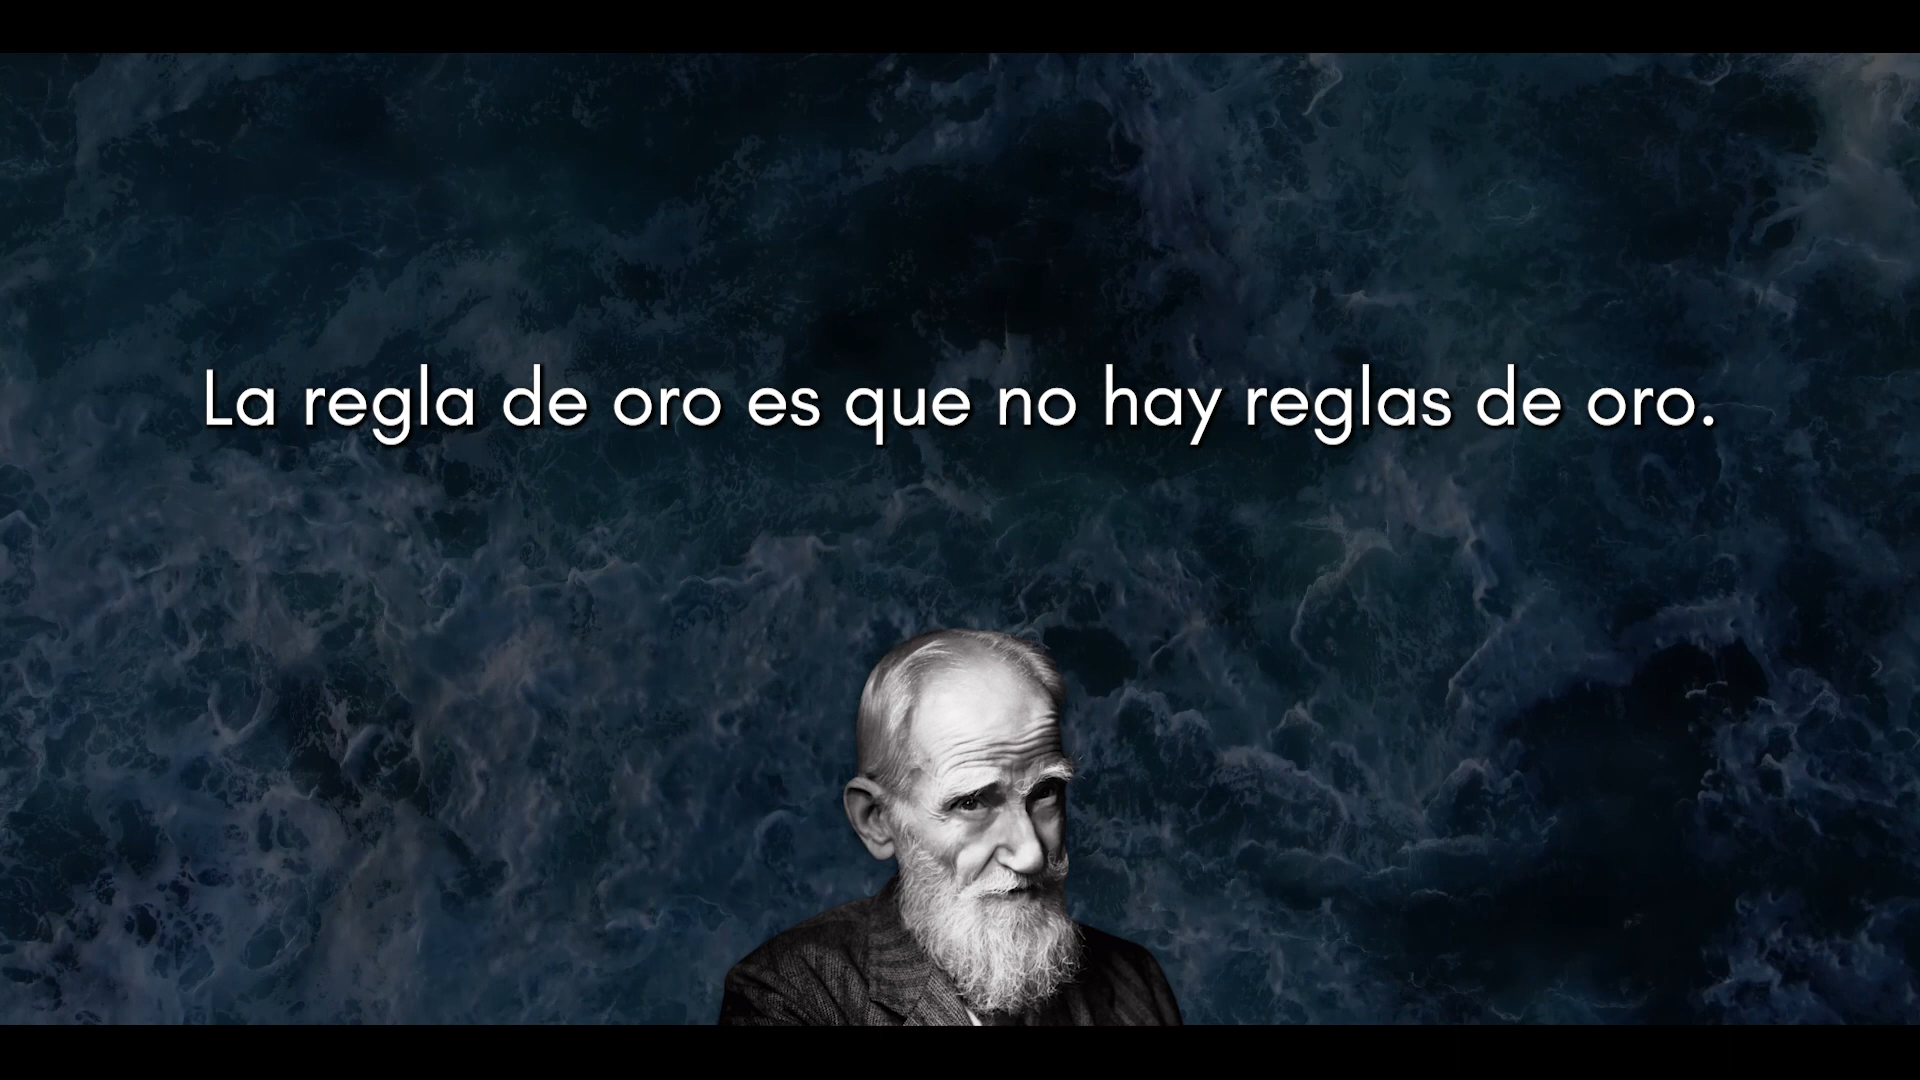 La regla de oro es que no hay reglas de oro.